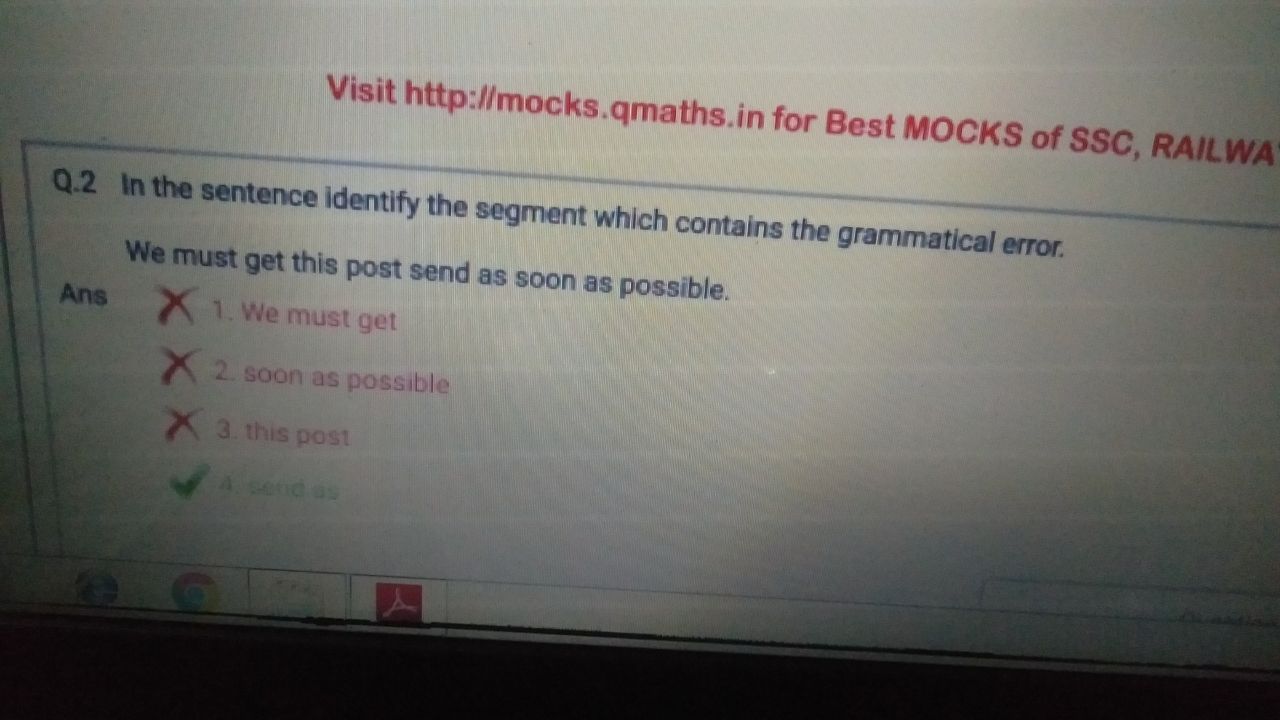 Visit http://mocks.qmaths.in for Best MOCKS of SSC, RAILWA
Q.2 In the sentence identify the segment which contains the grammatical error.
We must get this post send as soon as possible.
Ans
1. We must get
2. soon as possible
3. this post
4. send as